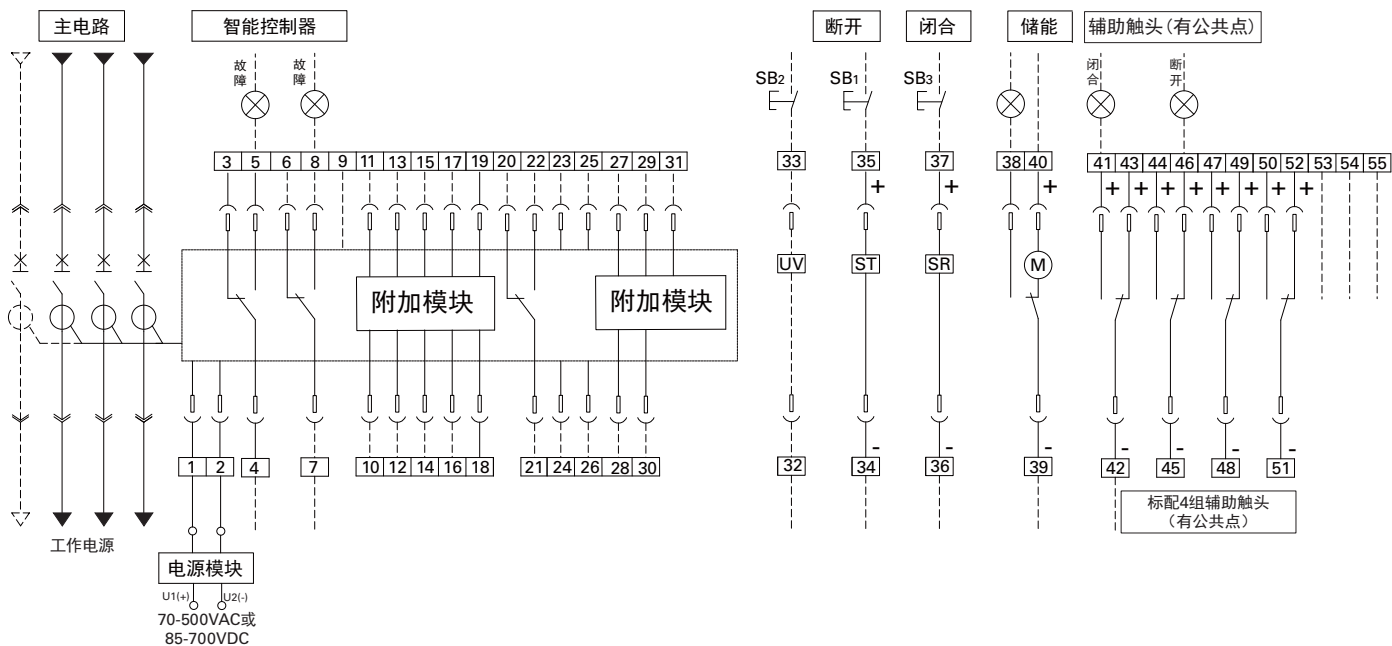 主电路
智能控制器
断开
闭合
储能
辅助触头(有公共点)
故障
故障
闭合
断开
SB2
SB1
SB3
3 5 6 8 9 11 13 15 17 19 20 22 23 25 27 29 31
33
35
37
38 40
41 43 44 46 47 49 50 52 53 54 55
+ + + + + + + + + + +
UV
ST
SR
M
附加模块
附加模块
- - - - - - -
1 2 4 7 10 12 14 16 18 21 24 26 28 30
32
34
36
39
42
45
48
51
标配4组辅助触头
(有公共点)
工作电源
电源模块
U1(+)
U2(-)
70-500VAC或
85-700VDC